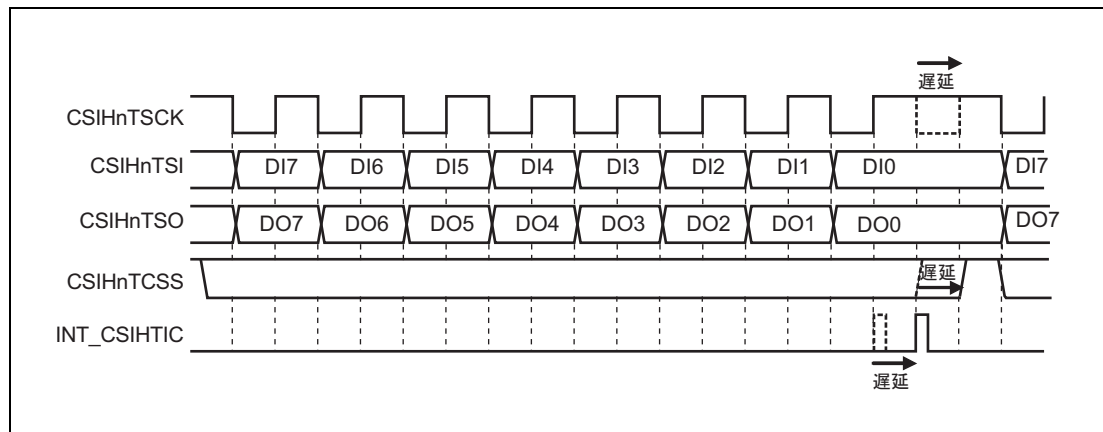 遅延
CSIHnTSCK
CSIHnTSI DI7 DI6 DI5 DI4 DI3 DI2 DI1 DI0 DI7
CSIHnTSO DO7 DO6 DO5 DO4 DO3 DO2 DO1 DO0 DO7
CSIHnTCSS 遅延
INT_CSIHTIC
遅延